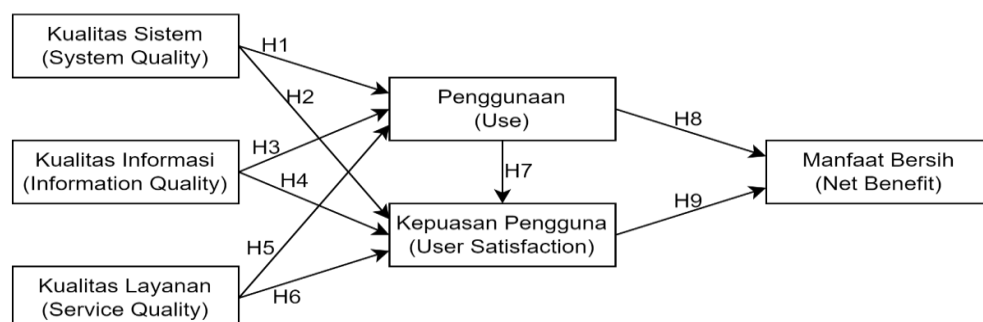 Kualitas Sistem
(System Quality)
H1
H2
Penggunaan
(Use)
H8
Kualitas Informasi
(Information Quality)
H3
H4
H7
Manfaat Bersih
(Net Benefit)
Kepuasan Pengguna
(User Satisfaction)
H9
H5
H6
Kualitas Layanan
(Service Quality)